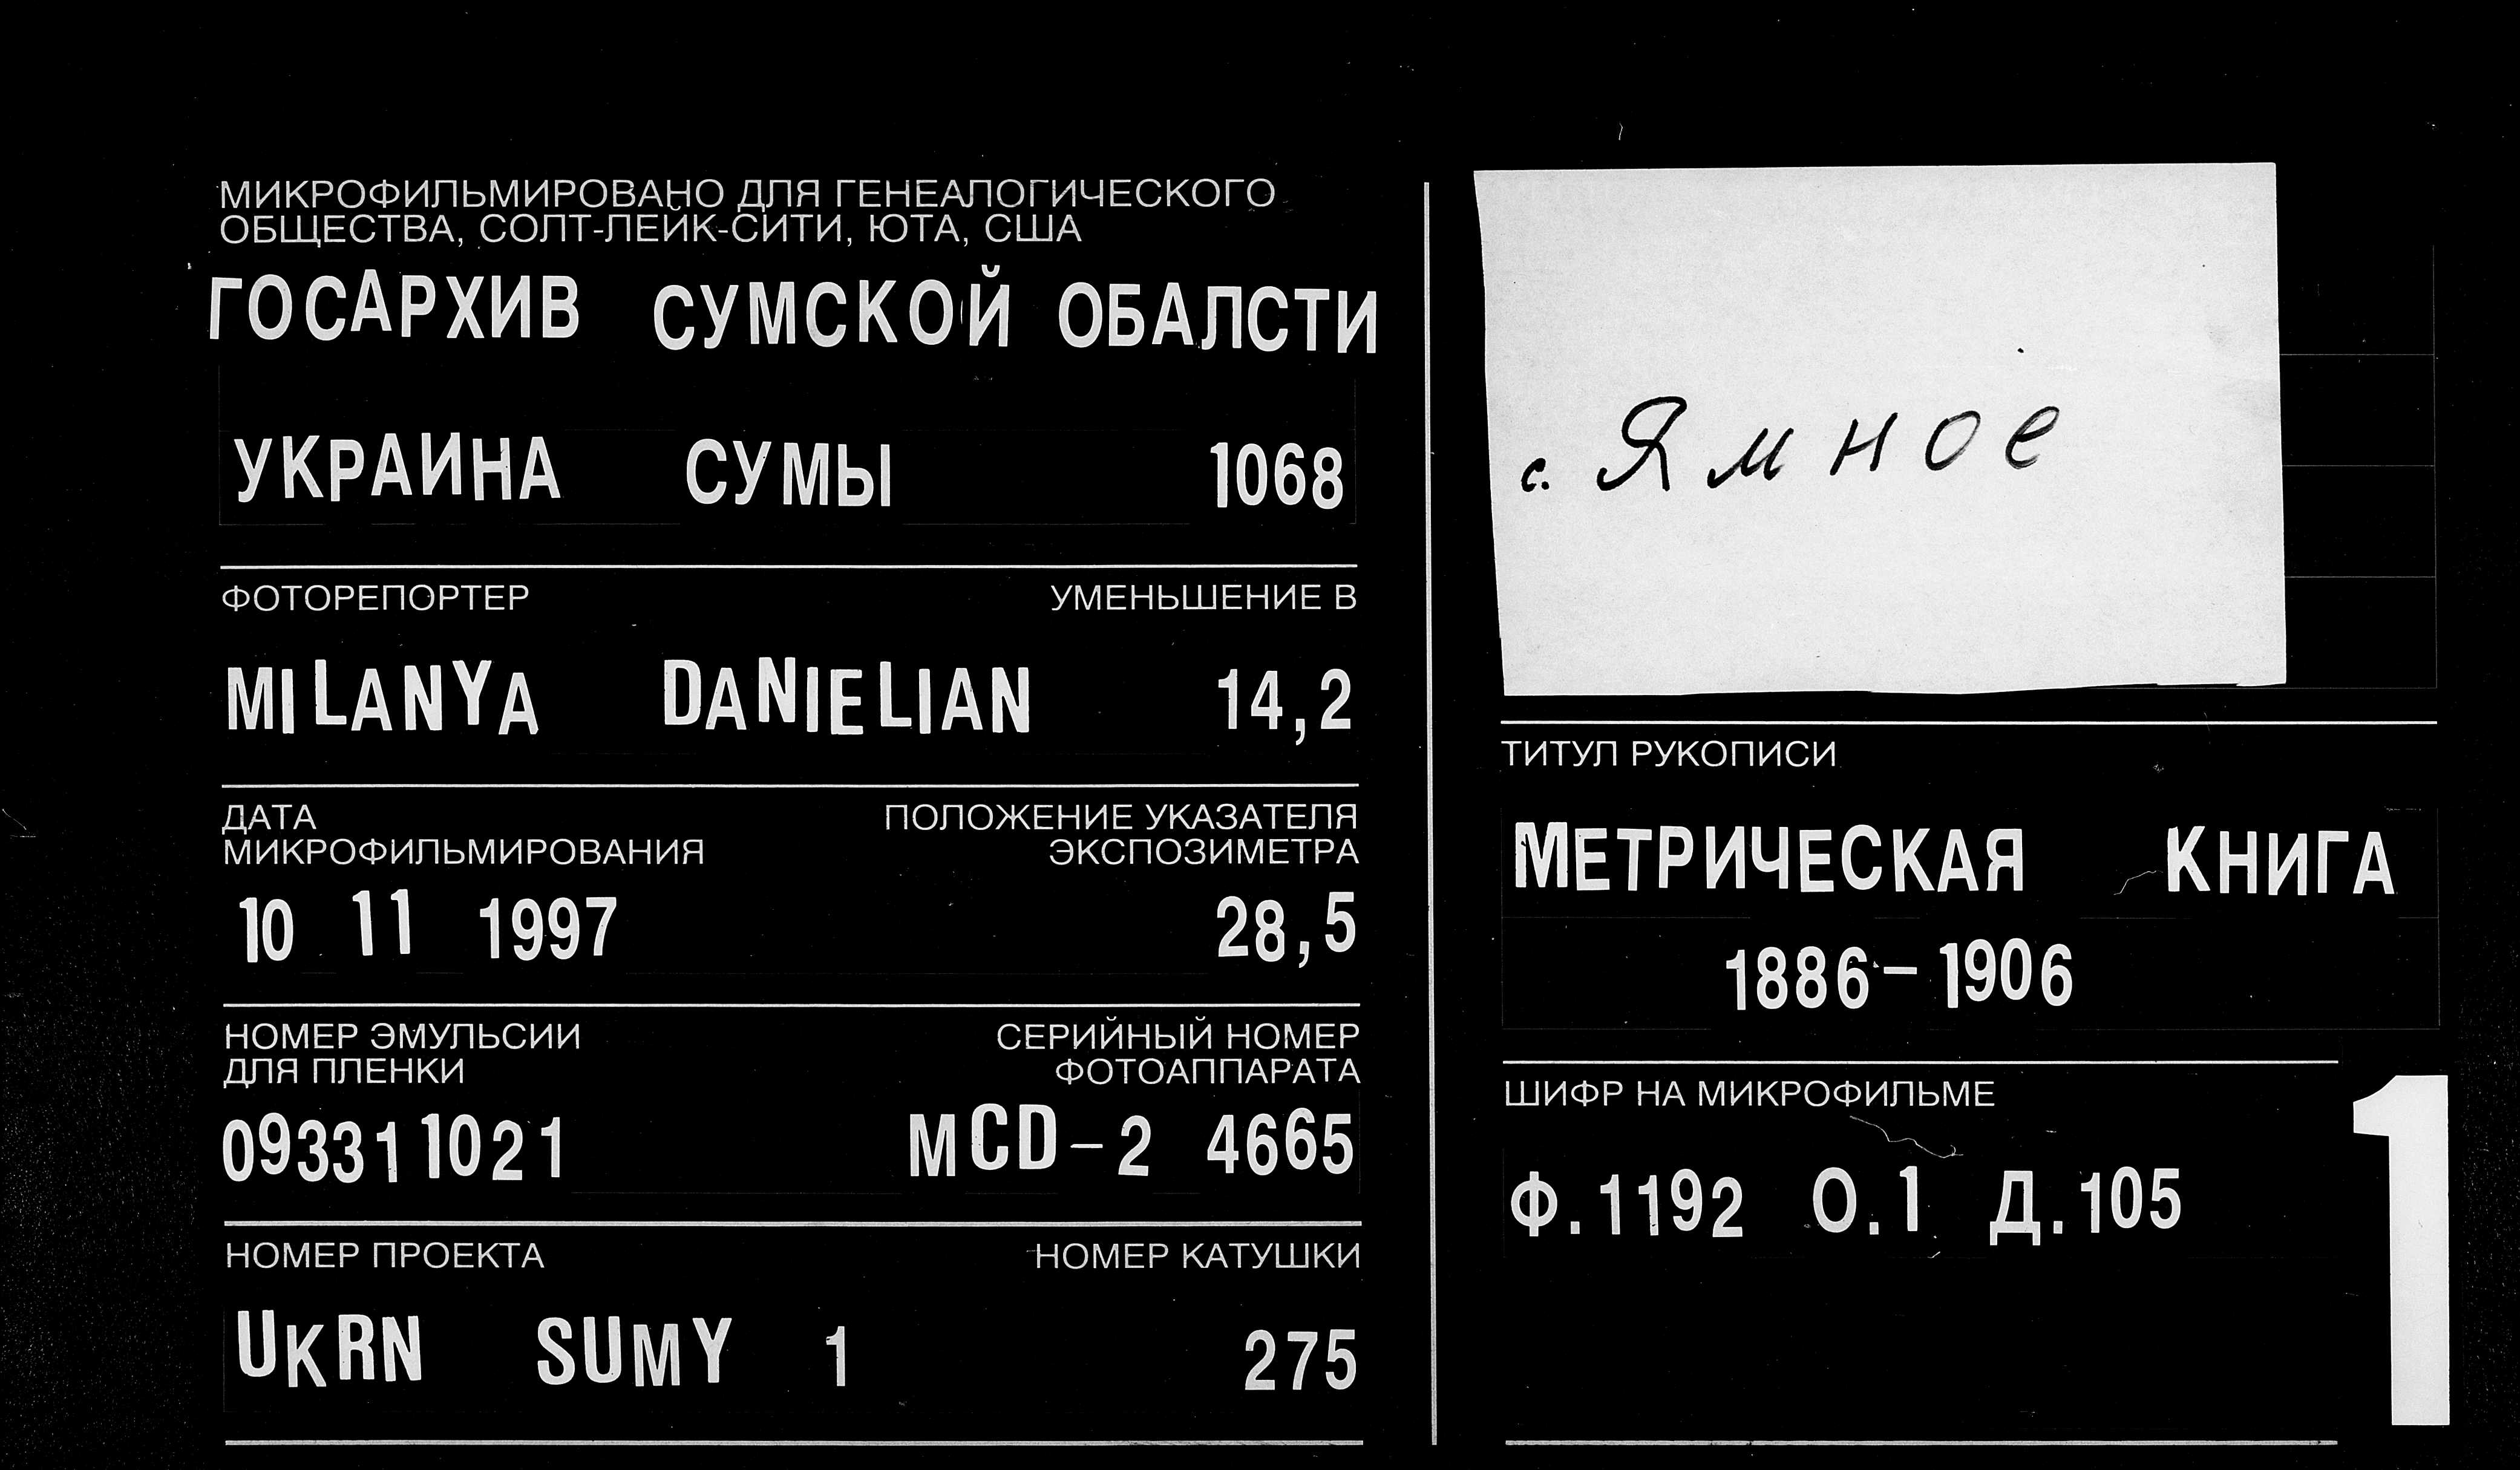 МИКРОФИЛЬМИРОВАНО ДЛЯ ГЕНЕАЛОГИЧЕСКОГО
ОБЩЕСТВА, СОЛТ-ЛЕЙК-СИТИ, ЮТА, США
ГОСАРХИВ СУМСКОЙ ОБАЛСТИ
УКРАИНА СУМЫ 1068
ФОТОРЕПОРТЕР УМЕНЬШЕНИЕ В
MILANYA DANIELIAN 14,2
ДАТА ПОЛОЖЕНИЕ УКАЗАТЕЛЯ
МИКРОФИЛЬМИРОВАНИЯ ЭКСПОЗИМЕТРА
10 11 1997 28,5
НОМЕР ЭМУЛЬСИИ СЕРИЙНЫЙ НОМЕР
ДЛЯ ПЛЕНКИ ФОТОАППАРАТА
093311021 MCD-2 4665
НОМЕР ПРОЕКТА НОМЕР КАТУШКИ
UKRN SUMY 1 275
с. Ямное
ТИТУЛ РУКОПИСИ
МЕТРИЧЕСКАЯ КНИГА
1886-1906
ШИФР НА МИКРОФИЛЬМЕ
Ф.1192 О.1 Д.105
1